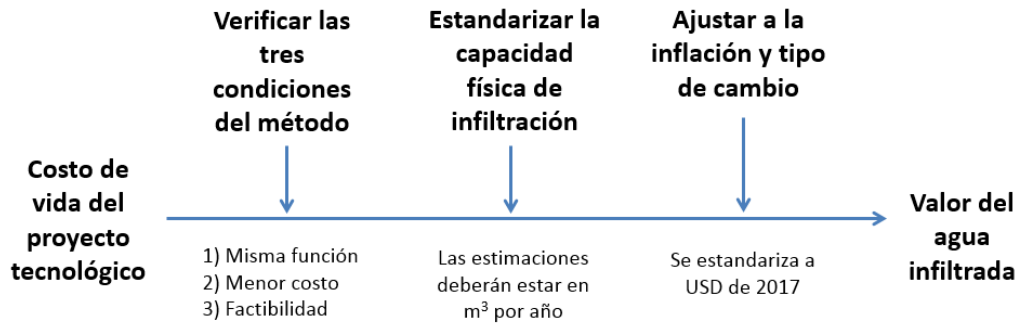 Costo de
vida del
proyecto
tecnológico
Verificar las
tres
condiciones
del método
1) Misma función
2) Menor costo
3) Factibilidad
Estandarizar la
capacidad
física de
infiltración
Las estimaciones
deberán estar en
m³ por año
Ajustar a la
inflación y tipo
de cambio
Se estandariza a
USD de 2017
Valor del
agua
infiltrada